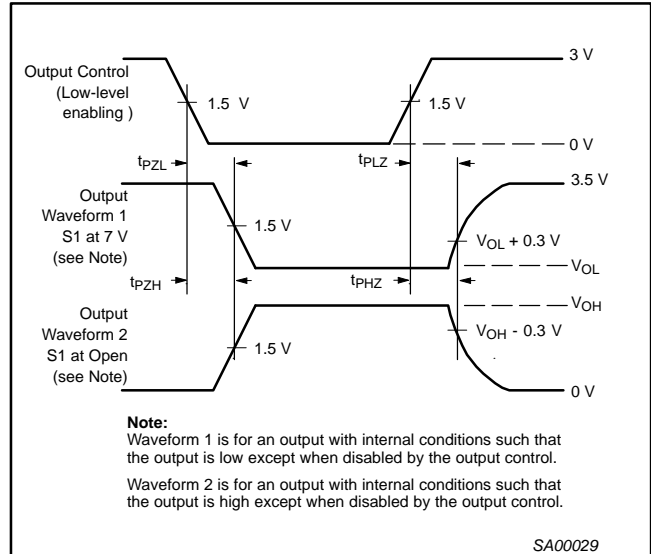 3 V
Output Control
(Low-level
enabling )
1.5 V
1.5 V
0 V
tPZL
tPLZ
3.5 V
Output
Waveform 1
S1 at 7 V
(see Note)
1.5 V
VOL + 0.3 V
VOL
tPZH
tPHZ
VOH
Output
Waveform 2
S1 at Open
(see Note)
1.5 V
VOH - 0.3 V
0 V
Note:
Waveform 1 is for an output with internal conditions such that
the output is low except when disabled by the output control.
Waveform 2 is for an output with internal conditions such that
the output is high except when disabled by the output control.
SA00029